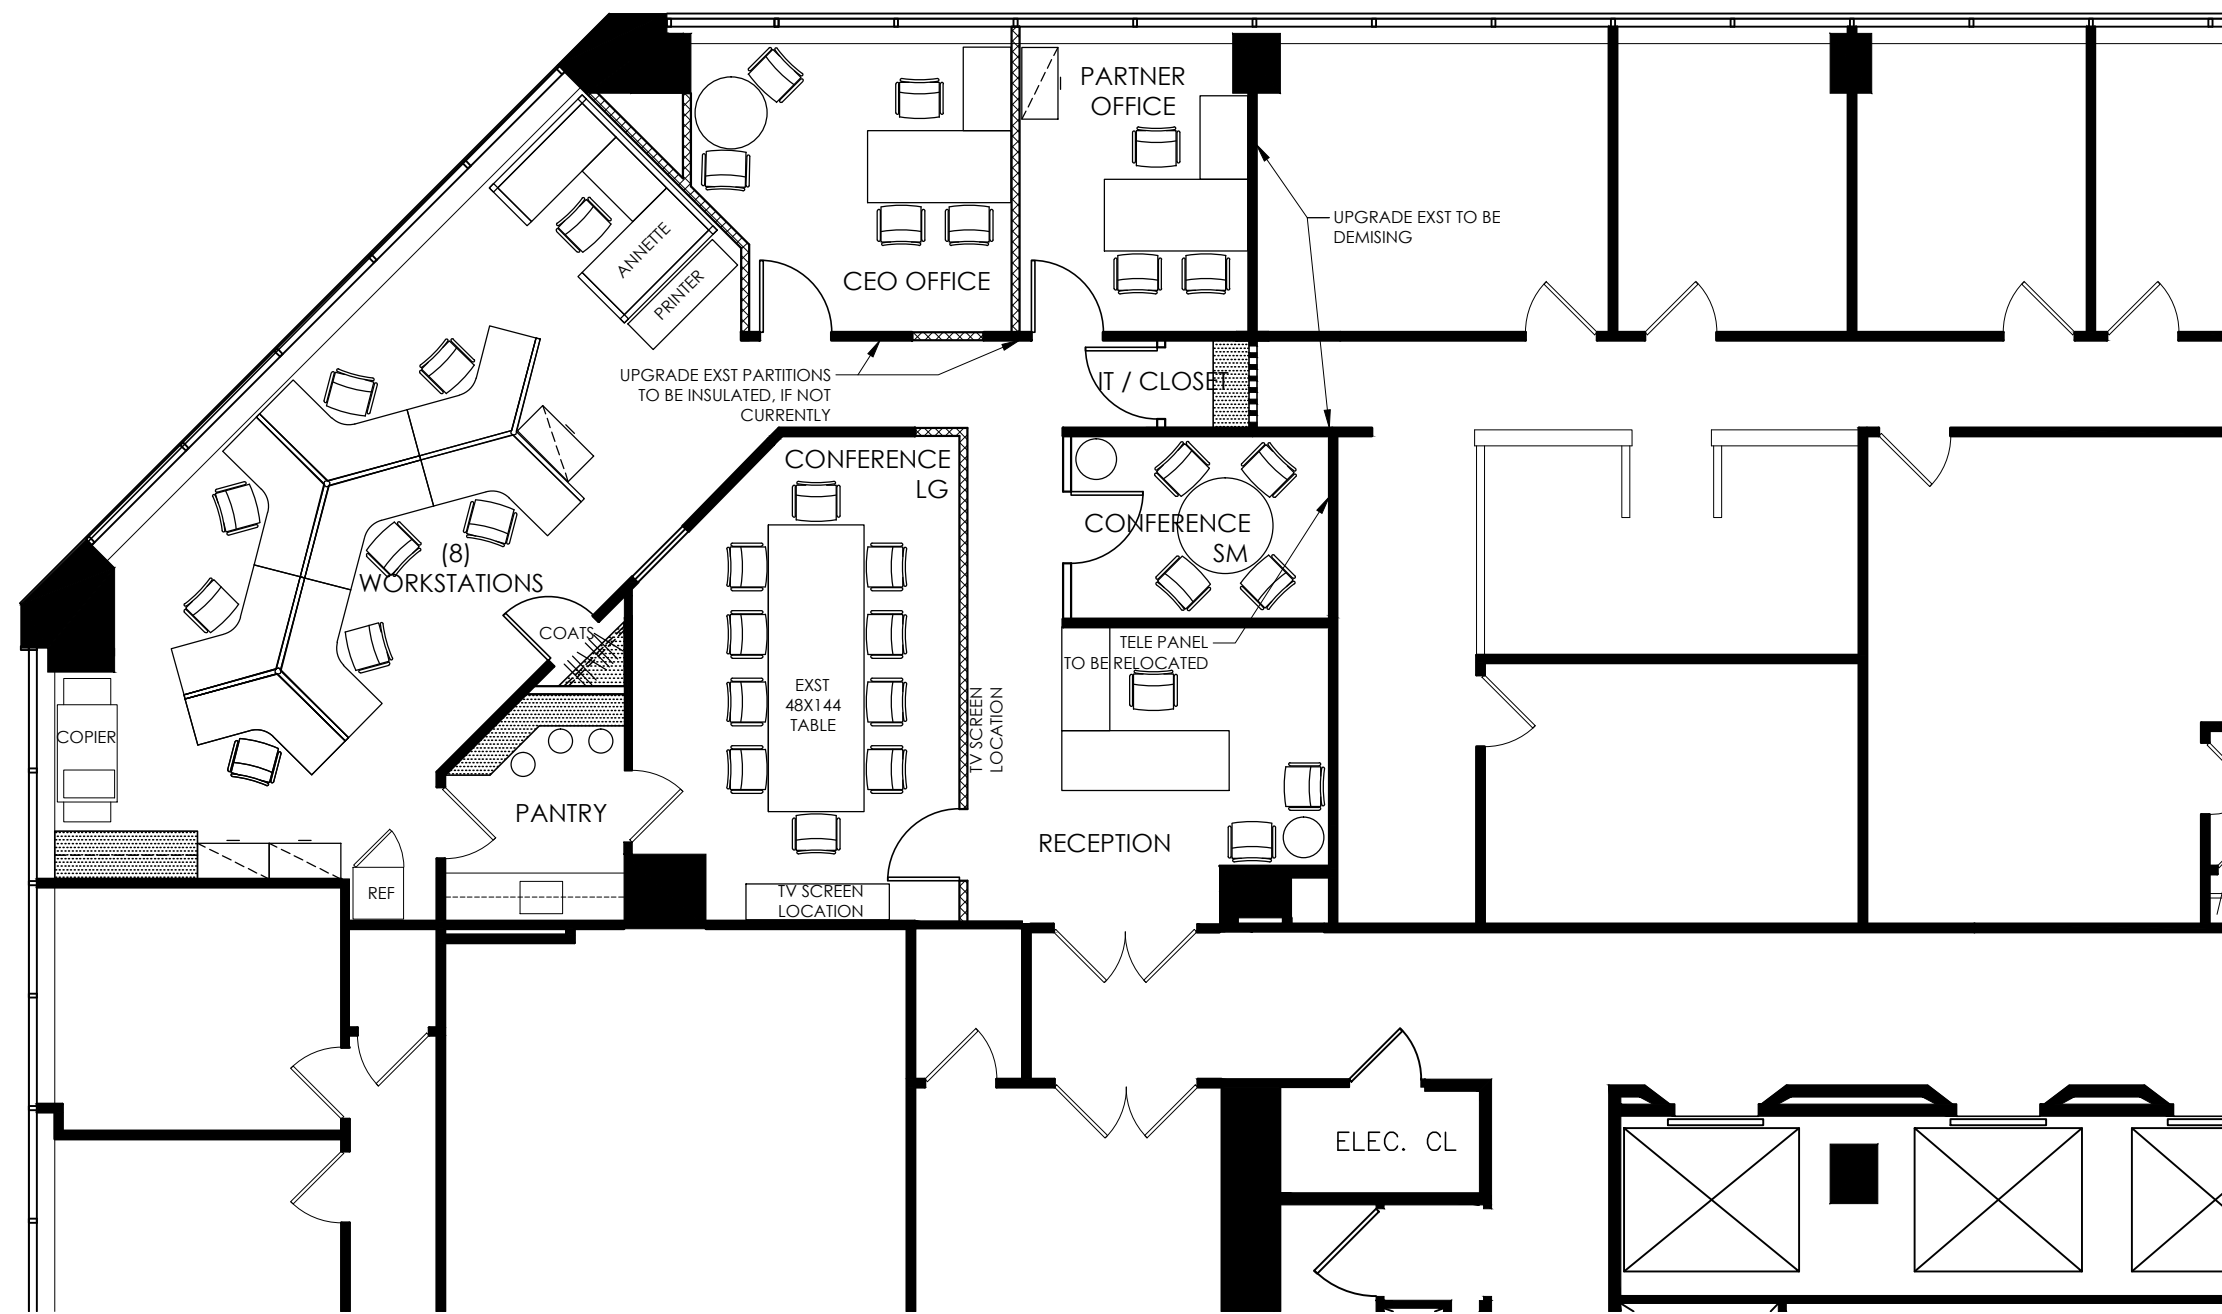 PARTNER
OFFICE
UPGRADE EXST TO BE
DEMISING
ANNETTE
PRINTER
CEO OFFICE
UPGRADE EXST PARTITIONS
TO BE INSULATED, IF NOT
CURRENTLY
IT / CLOSET
CONFERENCE
LG
CONFERENCE
SM
(8)
WORKSTATIONS
COATS
TELE PANEL
TO BE RELOCATED
EXST
48X144
TABLE
TV SCREEN
LOCATION
COPIER
PANTRY
RECEPTION
REF
TV SCREEN
LOCATION
ELEC. CL